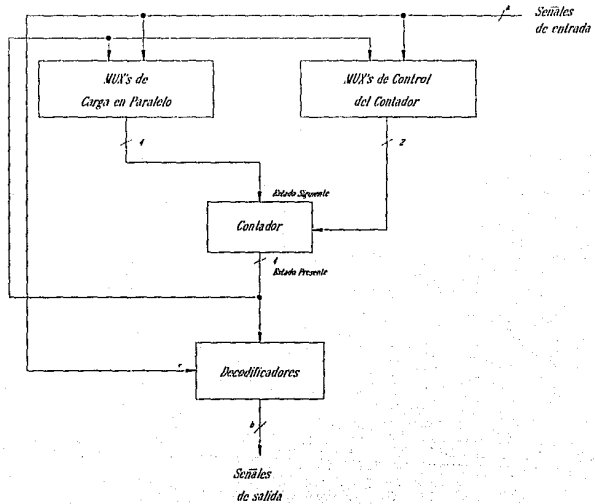 Señales
de entrada
MUX's de
Carga en Paralelo
MUX's de Control
del Contador
4
2
Estado Siguiente
Contador
4
Estado Presente
Decodificadores
6
Señales
de salida